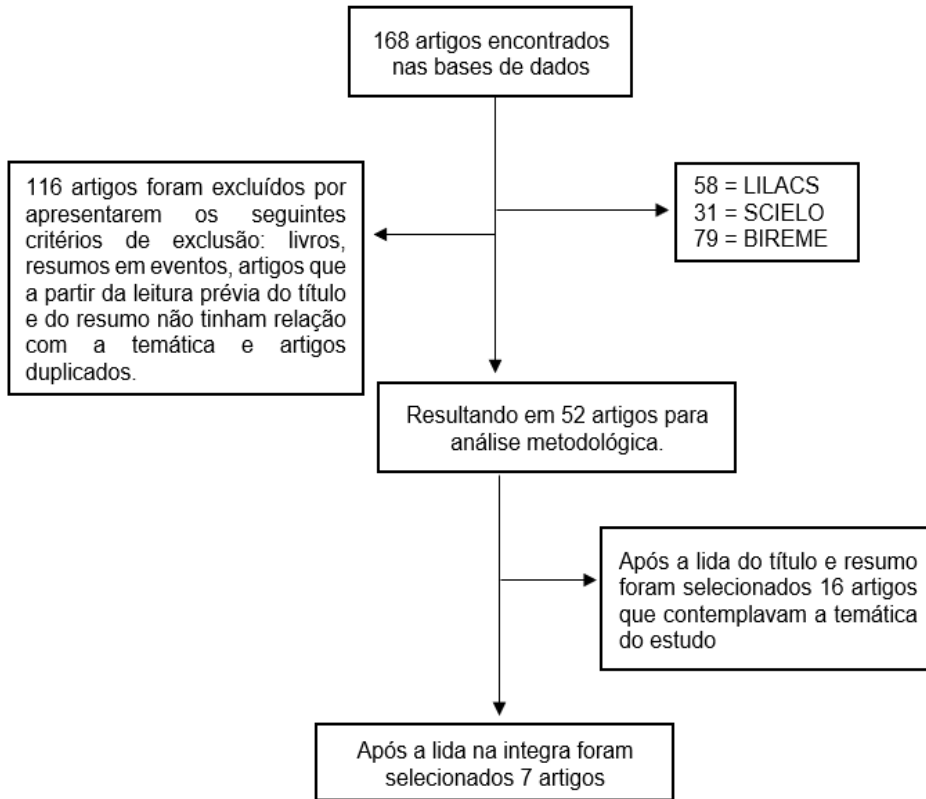 168 artigos encontrados
nas bases de dados
116 artigos foram excluídos por
apresentarem os seguintes
critérios de exclusão: livros,
resumos em eventos, artigos que
a partir da leitura prévia do título
e do resumo não tinham relação
com a temática e artigos
duplicados.
58 = LILACS
31 = SCIELO
79 = BIREME
Resultando em 52 artigos para
análise metodológica.
Após a lida do título e resumo
foram selecionados 16 artigos
que contemplavam a temática
do estudo
Após a lida na integra foram
selecionados 7 artigos